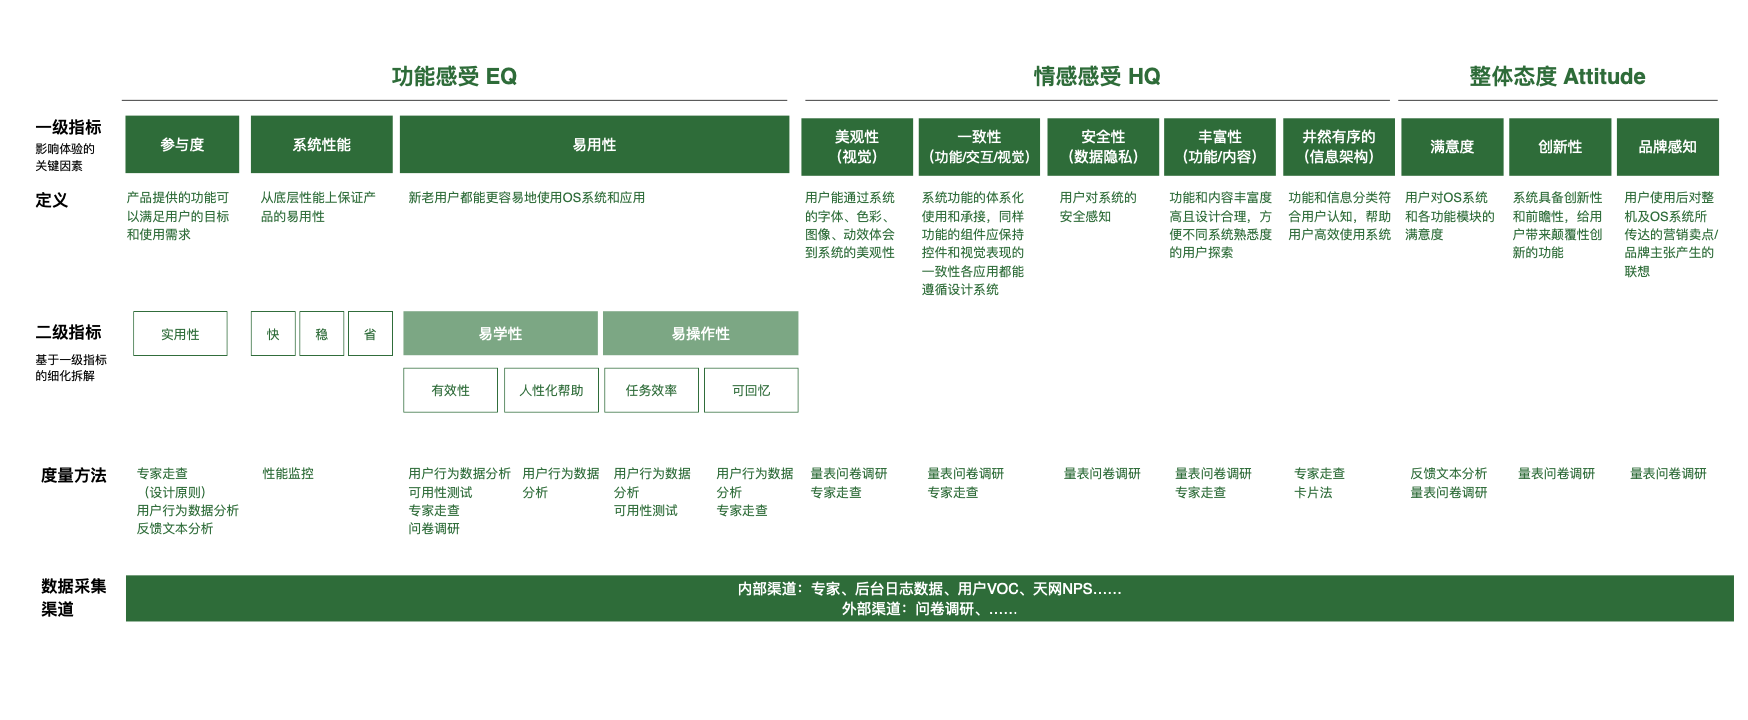 功能感受 EQ
情感感受 HQ
整体态度 Attitude
一级指标
影响体验的
关键因素
参与度
系统性能
易用性
美观性
（视觉）
一致性
（功能/交互/视觉）
安全性
（数据隐私）
丰富性
（功能/内容）
井然有序的
（信息架构）
满意度
创新性
品牌感知
定义
产品提供的功能可
以满足用户的目标
和使用需求
从底层性能上保证产
品的易用性
新老用户都能更容易地使用OS系统和应用
用户能通过系统
的字体、色彩、
图像、动效体会
到系统的美观性
系统功能的体系化
使用和承接，同样
功能的组件应保持
控件和视觉表现的
一致性各应用都能
遵循设计系统
用户对系统的
安全感知
功能和内容丰富度
高且设计合理，方
便不同系统熟悉度
的用户探索
功能和信息分类符
合用户认知，帮助
用户高效使用系统
用户对OS系统
和各功能模块的
满意度
系统具备创新性
和前瞻性，给用
户带来颠覆性创
新的功能
用户使用后对整
机及OS系统所
传达的营销卖点/
品牌主张产生的
联想
二级指标
基于一级指标
的细化拆解
实用性
快
稳
省
易学性
易操作性
有效性
人性化帮助
任务效率
可回忆
度量方法
专家走查
（设计原则）
用户行为数据分析
反馈文本分析
性能监控
用户行为数据分析
可用性测试
专家走查
问卷调研
用户行为数据
分析
用户行为数据
分析
可用性测试
用户行为数据
分析
专家走查
量表问卷调研
专家走查
量表问卷调研
专家走查
量表问卷调研
量表问卷调研
专家走查
专家走查
卡片法
反馈文本分析
量表问卷调研
量表问卷调研
量表问卷调研
数据采集
渠道
内部渠道：专家、后台日志数据、用户VOC、天网NPS……
外部渠道：问卷调研、……